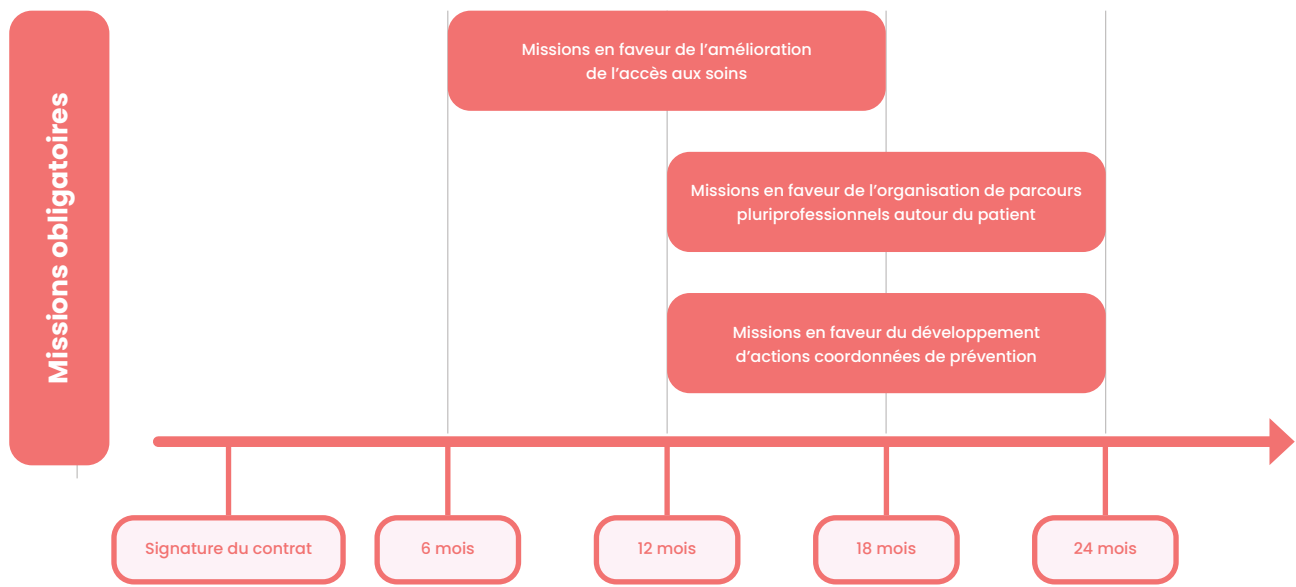 Missions obligatoires
Missions en faveur de l’amélioration
de l’accès aux soins
Missions en faveur de l’organisation de parcours
pluriprofessionnels autour du patient
Missions en faveur du développement
d’actions coordonnées de prévention
Signature du contrat
6 mois
12 mois
18 mois
24 mois